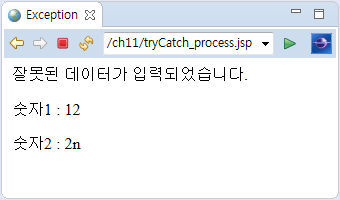 Exception
/ch11/tryCatch_process.jsp
잘못된 데이터가 입력되었습니다.
숫자1 : 12
숫자2 : 2n